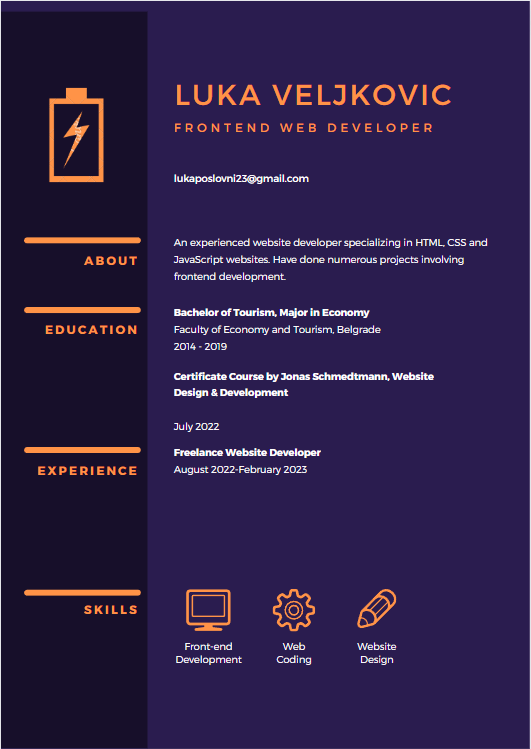 LUKA VELJKOVIC
FRONTEND WEB DEVELOPER
lukaposlovni23@gmail.com
ABOUT
An experienced website developer specializing in HTML, CSS and
JavaScript websites. Have done numerous projects involving
frontend development.
EDUCATION
Bachelor of Tourism, Major in Economy
Faculty of Economy and Tourism, Belgrade
2014 - 2019
Certificate Course by Jonas Schmedtmann, Website
Design & Development
July 2022
EXPERIENCE
Freelance Website Developer
August 2022-February 2023
SKILLS
Front-end
Development
Web
Coding
Website
Design